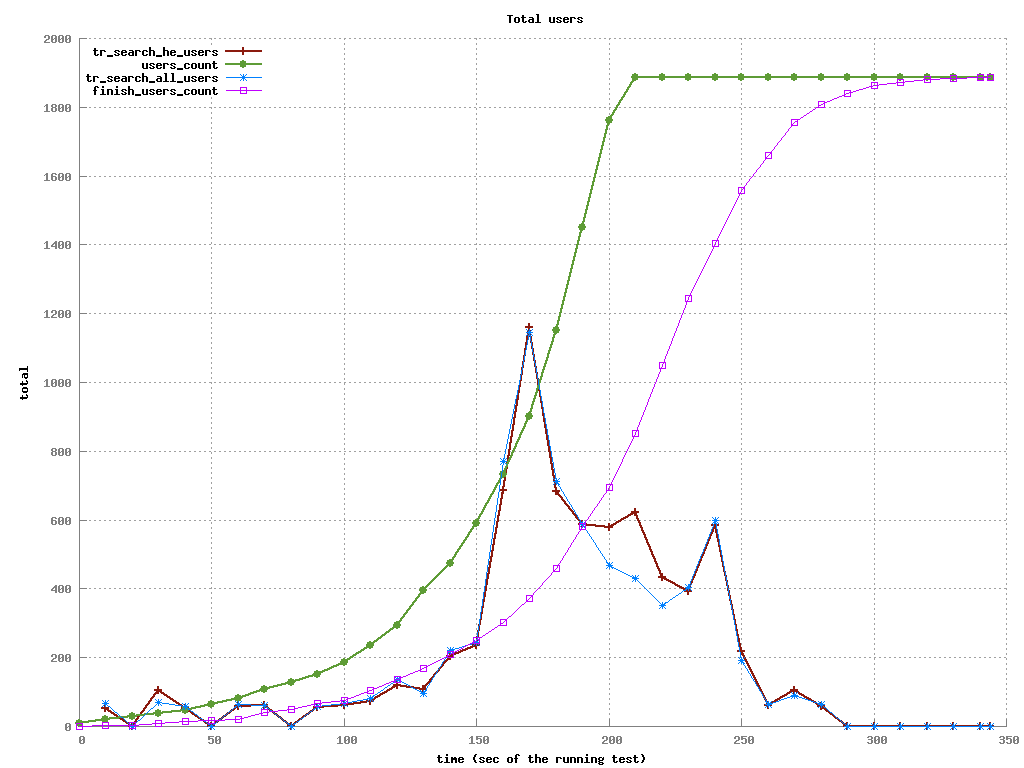 Total users
2000
1800
1600
1400
1200
1000
800
600
400
200
0
tr_search_he_users
users_count
tr_search_all_users
finish_users_count
total
0 50 100 150 200 250 300 350
time (sec of the running test)